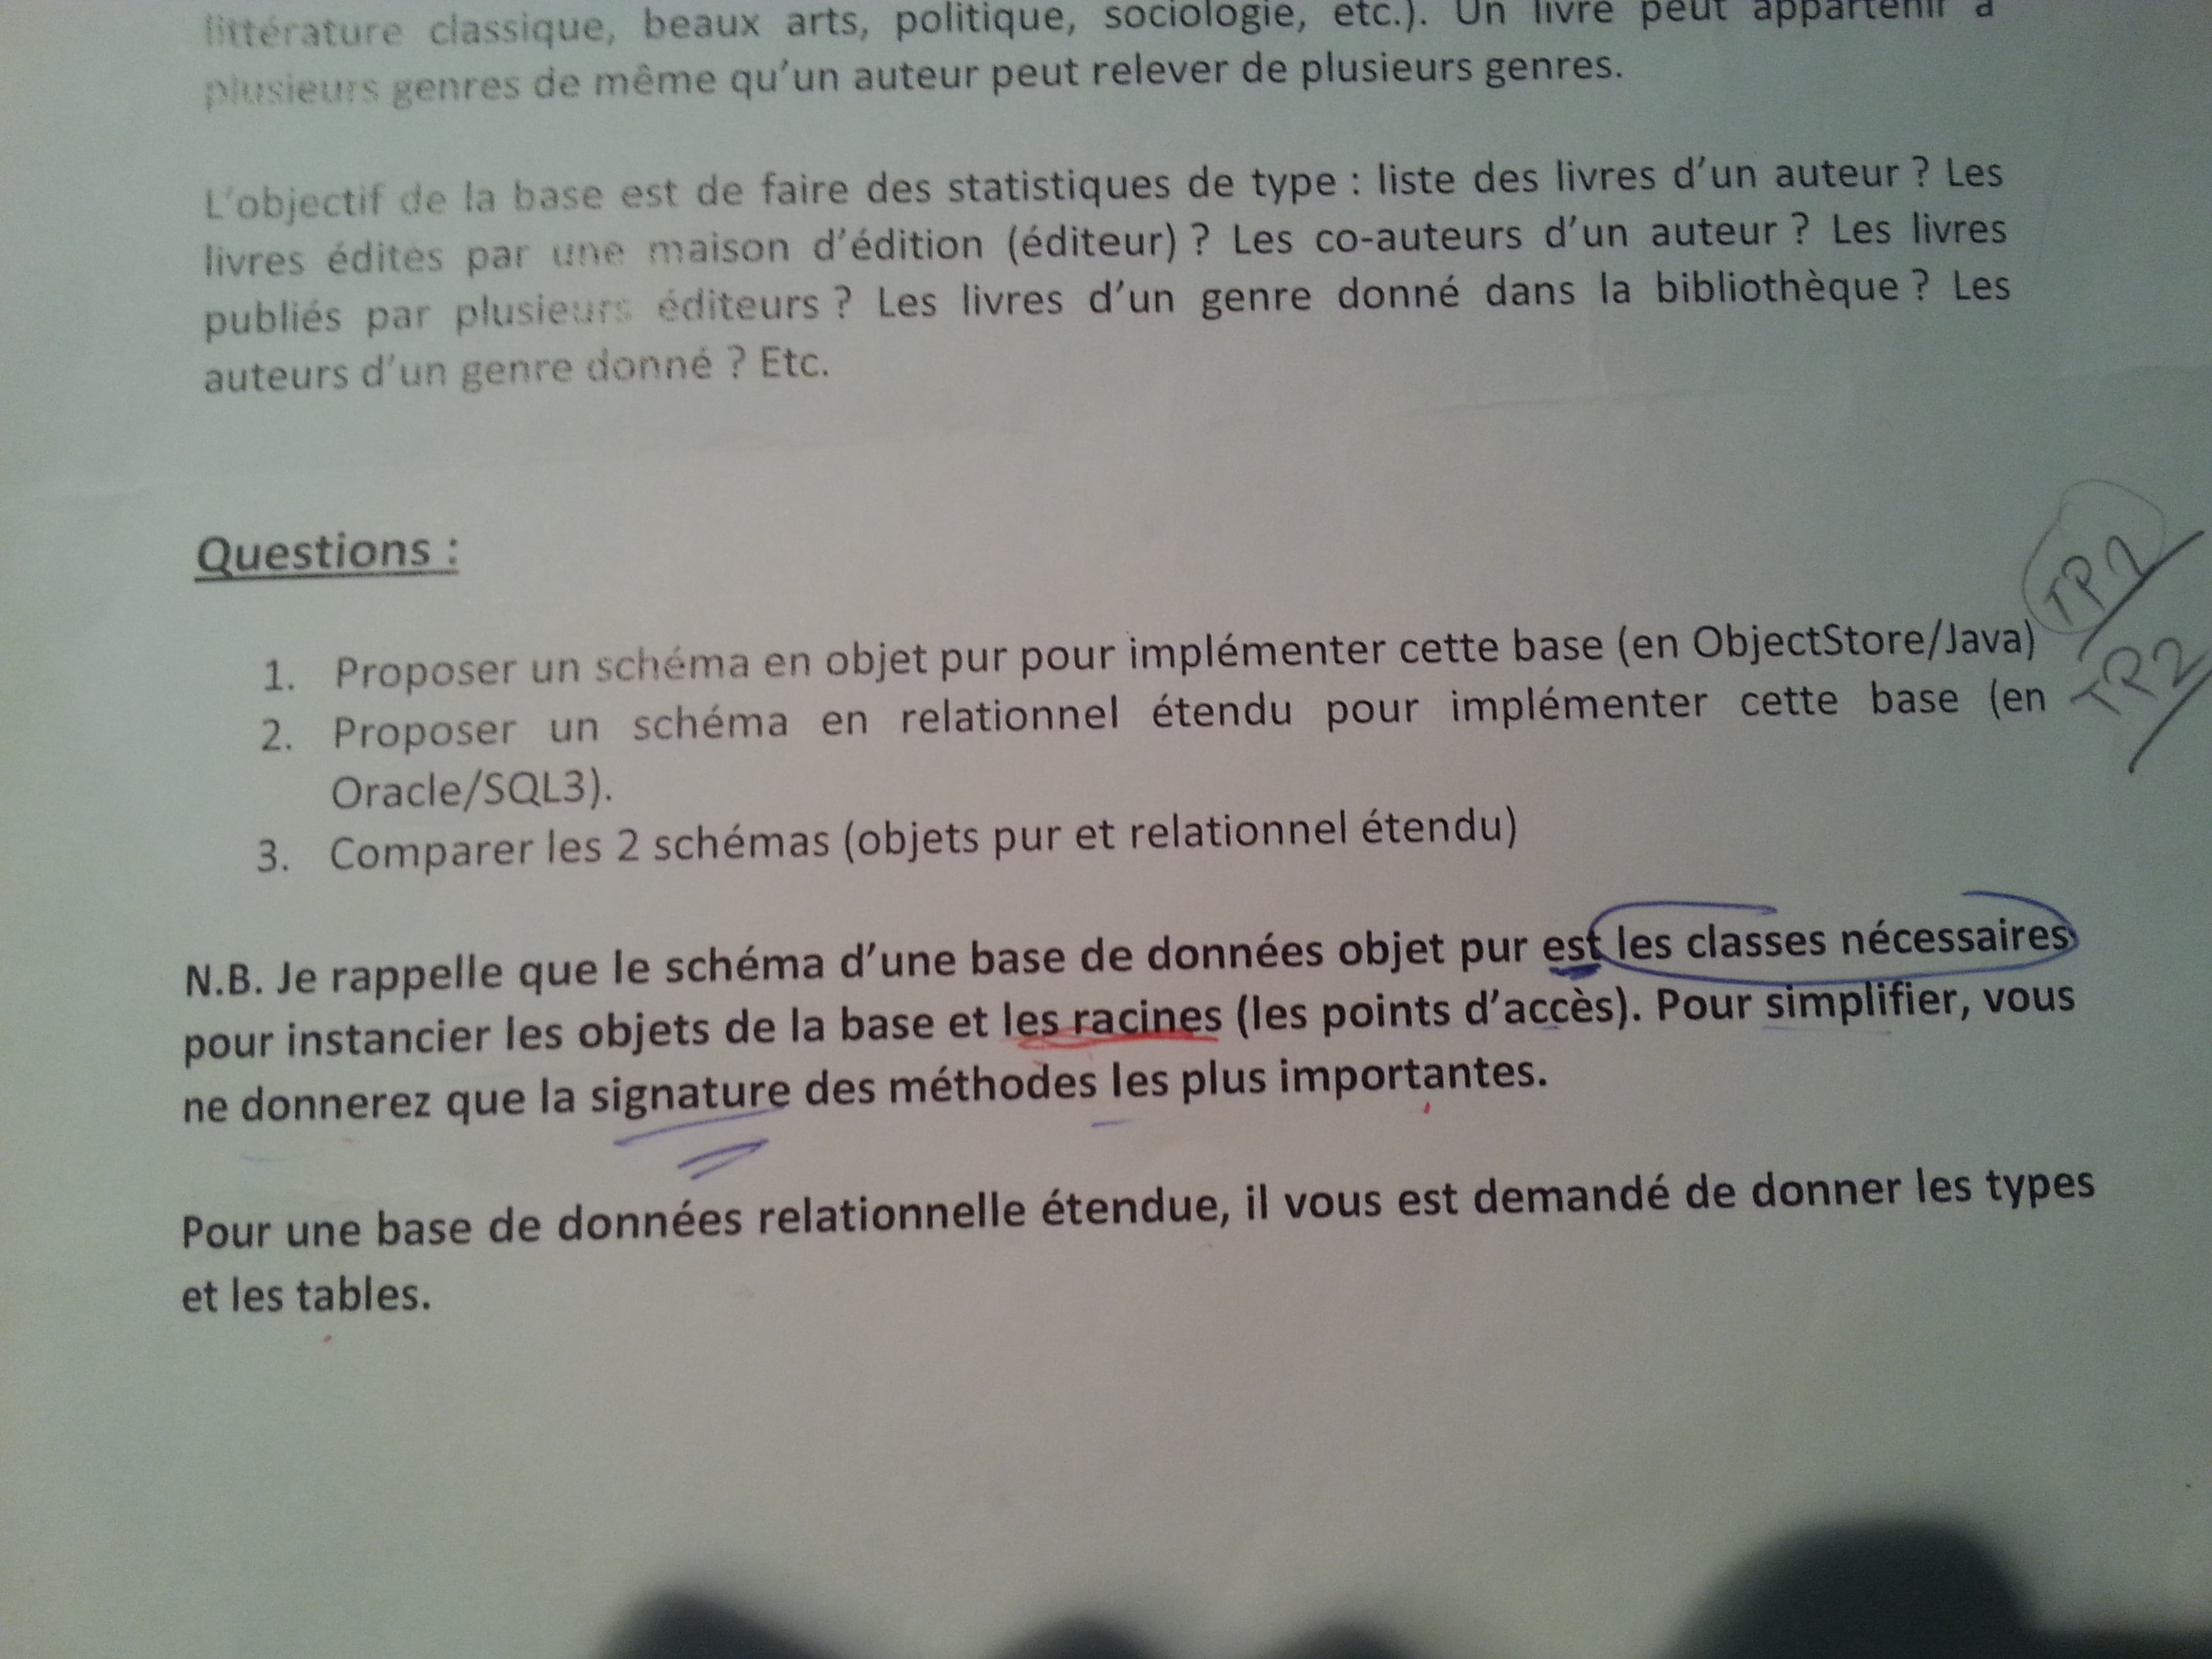 littérature classique, beaux arts, politique, sociologie, etc.). Un livre peut appartenir à
plusieurs genres de même qu'un auteur peut relever de plusieurs genres.
L'objectif de la base est de faire des statistiques de type : liste des livres d'un auteur ? Les
livres édités par une maison d'édition (éditeur) ? Les co-auteurs d'un auteur ? Les livres
publiés par plusieurs éditeurs ? Les livres d'un genre donné dans la bibliothèque ? Les
auteurs d'un genre donné ? Etc.
Questions :
1. Proposer un schéma en objet pur pour implémenter cette base (en ObjectStore/Java)
2. Proposer un schéma en relationnel étendu pour implémenter cette base (en
Oracle/SQL3).
3. Comparer les 2 schémas (objets pur et relationnel étendu)
N.B. Je rappelle que le schéma d'une base de données objet pur est les classes nécessaires
pour instancier les objets de la base et les racines (les points d'accès). Pour simplifier, vous
ne donnerez que la signature des méthodes les plus importantes.
Pour une base de données relationnelle étendue, il vous est demandé de donner les types
et les tables.